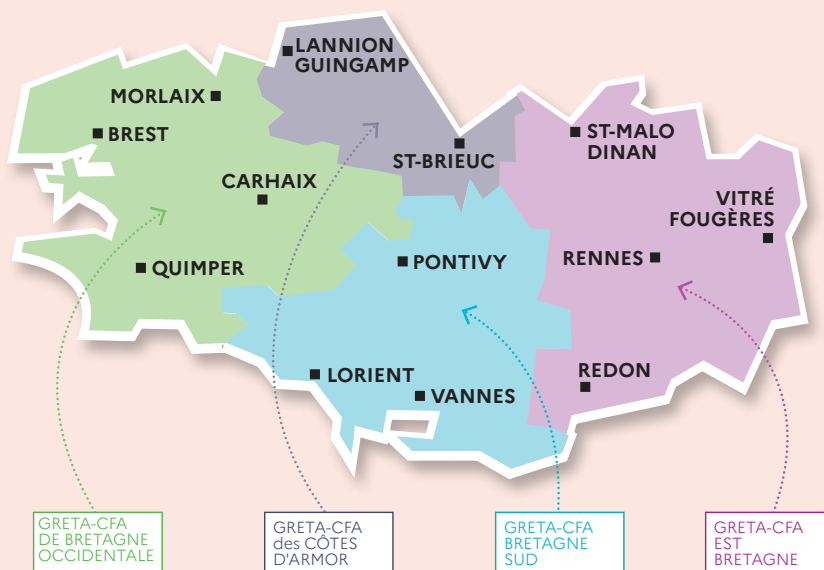 LANNION
GUINGAMP
MORLAIX
BREST
ST-MALO
DINAN
ST-BRIEUC
CARHAIX
VITRÉ
FOUGÈRES
QUIMPER
PONTIVY
RENNES
LORIENT
REDON
VANNES
GRETA-CFA
DE BRETAGNE
OCCIDENTALE
GRETA-CFA
des CÔTES
D'ARMOR
GRETA-CFA
BRETAGNE
SUD
GRETA-CFA
EST
BRETAGNE